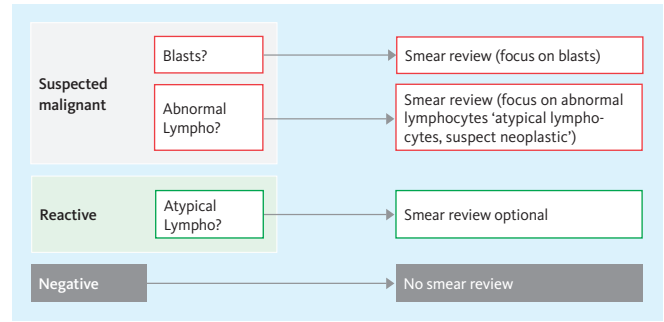 Suspected
malignant
Blasts?
Smear review (focus on blasts)
Abnormal
Lympho?
Smear review (focus on abnormal
lymphocytes ‘atypical lympho-
cytes, suspect neoplastic’)
Reactive
Atypical
Lympho?
Smear review optional
Negative
No smear review